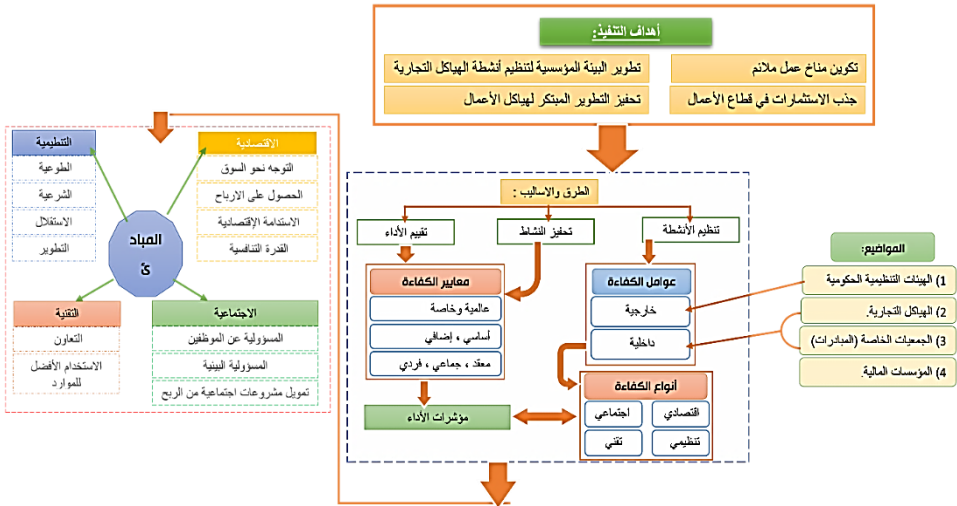 أهداف التنفيذ:
تكوين مناخ عمل ملائم
تطوير البيئة المؤسسية لتنظيم أنشطة الهياكل التجارية
جذب الاستثمارات في قطاع الأعمال
تحفيز التطوير المبتكر لهياكل الأعمال
الطرق والاساليب :
تنظيم الأنشطة
تحفيز النشاط
تقييم الأداء
عوامل الكفاءة
خارجية
داخلية
معايير الكفاءة
عالمية وخاصة
أساسي ، إضافي
معقد ، جماعي ، فردي
أنواع الكفاءة
اقتصادي
اجتماعي
تنظيمي
تقني
مؤشرات الأداء
المواضيع:
1) الهيئات التنظيمية الحكومية
2) الهياكل التجارية.
3) الجمعيات الخاصة (المبادرات)
4) المؤسسات المالية.
الاقتصادية
التوجه نحو السوق
الحصول على الارباح
الاستدامة الإقتصادية
القدرة التنافسية
التنظيمية
الطوعية
الشرعية
الاستقلال
التطوير
المباد
ئ
الاجتماعية
المسؤولية عن الموظفين
المسؤولية البيئية
تمويل مشروعات اجتماعية من الربح
التقنية
التعاون
الاستخدام الأفضل
للموارد